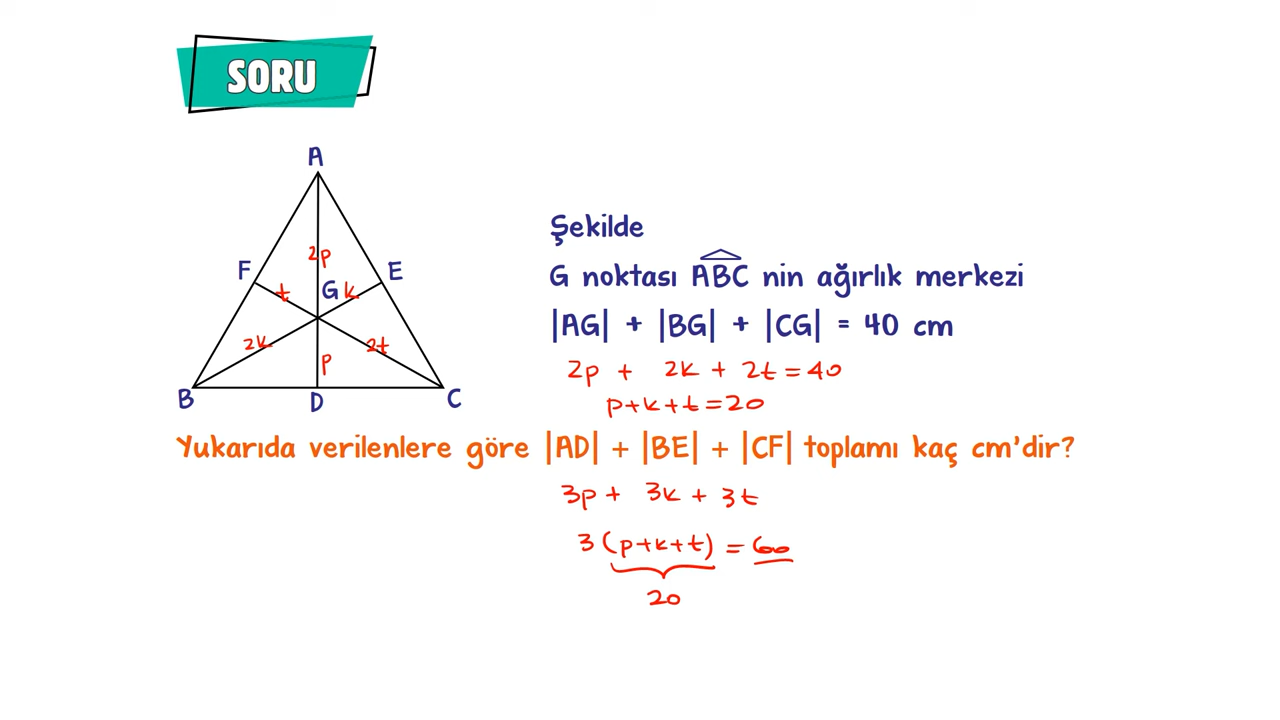 SORU
A
2p
F
E
t
G
k
2k
2t
p
B
D
C
Şekilde
G noktası ABC nin ağırlık merkezi
|AG| + |BG| + |CG| = 40 cm
2p + 2k + 2t = 40
p+k+t = 20
Yukarıda verilenlere göre |AD| + |BE| + |CF| toplamı kaç cm'dir?
3p + 3k + 3t
3 (p+k+t) = 60
20